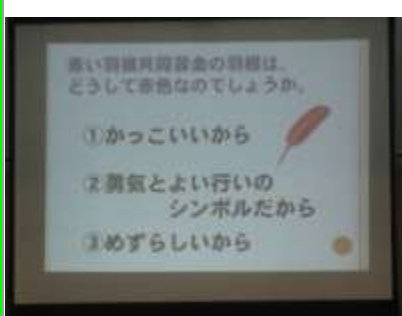 赤い羽根共同募金の羽根は、
どうして赤色なのでしょうか。
①かっこいいから
②勇気とよい行いの
シンボルだから
③めずらしいから